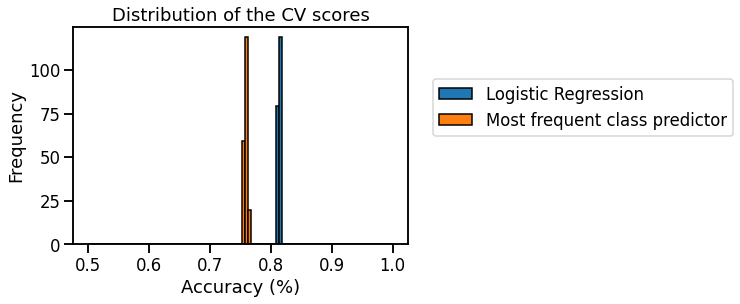 Distribution of the CV scores
Frequency
100
75
50
25
0
0.5 0.6 0.7 0.8 0.9 1.0
Accuracy (%)
Logistic Regression
Most frequent class predictor